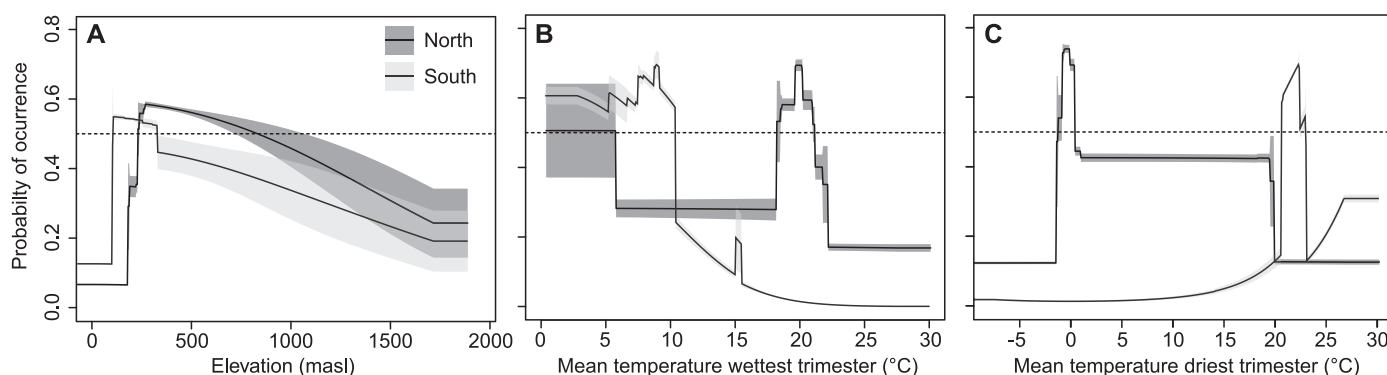 A
North
South
B
C
Probabilty of ocurrence
0.8
0.6
0.4
0.2
0.0
0 500 1000 1500 2000
0 5 10 15 20 25 30
-5 0 5 10 15 20 25 30
Elevation (masl)
Mean temperature wettest trimester (°C)
Mean temperature driest trimester (°C)